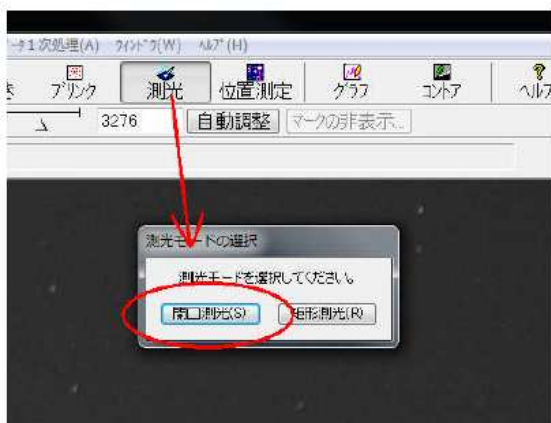 データ1次処理(A) ウィンドウ(W) ヘルプ(H)
ブリンク 測光 位置測定 グラフ コントア ヘルプ
3276 自動調整 マークの非表示...
測光モードの選択
測光モードを選択してください。
開口測光(S) 矩形測光(R)